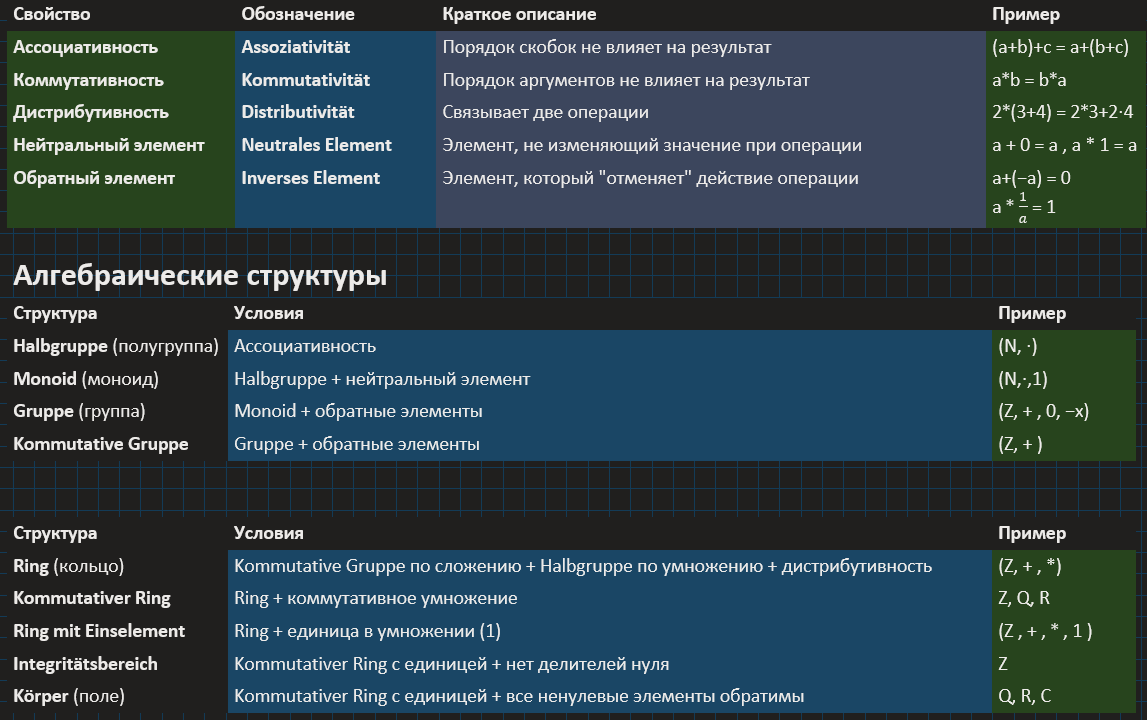 Свойство Обозначение Краткое описание Пример
Ассоциативность Assoziativität Порядок скобок не влияет на результат (a+b)+c = a+(b+c)
Коммутативность Kommutativität Порядок аргументов не влияет на результат a*b = b*a
Дистрибутивность Distributivität Связывает две операции 2*(3+4) = 2*3+2·4
Нейтральный элемент Neutrales Element Элемент, не изменяющий значение при операции a + 0 = a , a * 1 = a
Обратный элемент Inverses Element Элемент, который "отменяет" действие операции a+(−a) = 0
a * 1/a = 1
Алгебраические структуры
Структура Условия Пример
Halbgruppe (полугруппа) Ассоциативность (N, ·)
Monoid (моноид) Halbgruppe + нейтральный элемент (N,·,1)
Gruppe (группа) Monoid + обратные элементы (Z, + , 0, −x)
Kommutative Gruppe Gruppe + обратные элементы (Z, + )
Структура Условия Пример
Ring (кольцо) Kommutative Gruppe по сложению + Halbgruppe по умножению + дистрибутивность (Z, + , *)
Kommutativer Ring Ring + коммутативное умножение Z, Q, R
Ring mit Einselement Ring + единица в умножении (1) (Z , + , * , 1 )
Integritätsbereich Kommutativer Ring с единицей + нет делителей нуля Z
Körper (поле) Kommutativer Ring с единицей + все ненулевые элементы обратимы Q, R, C